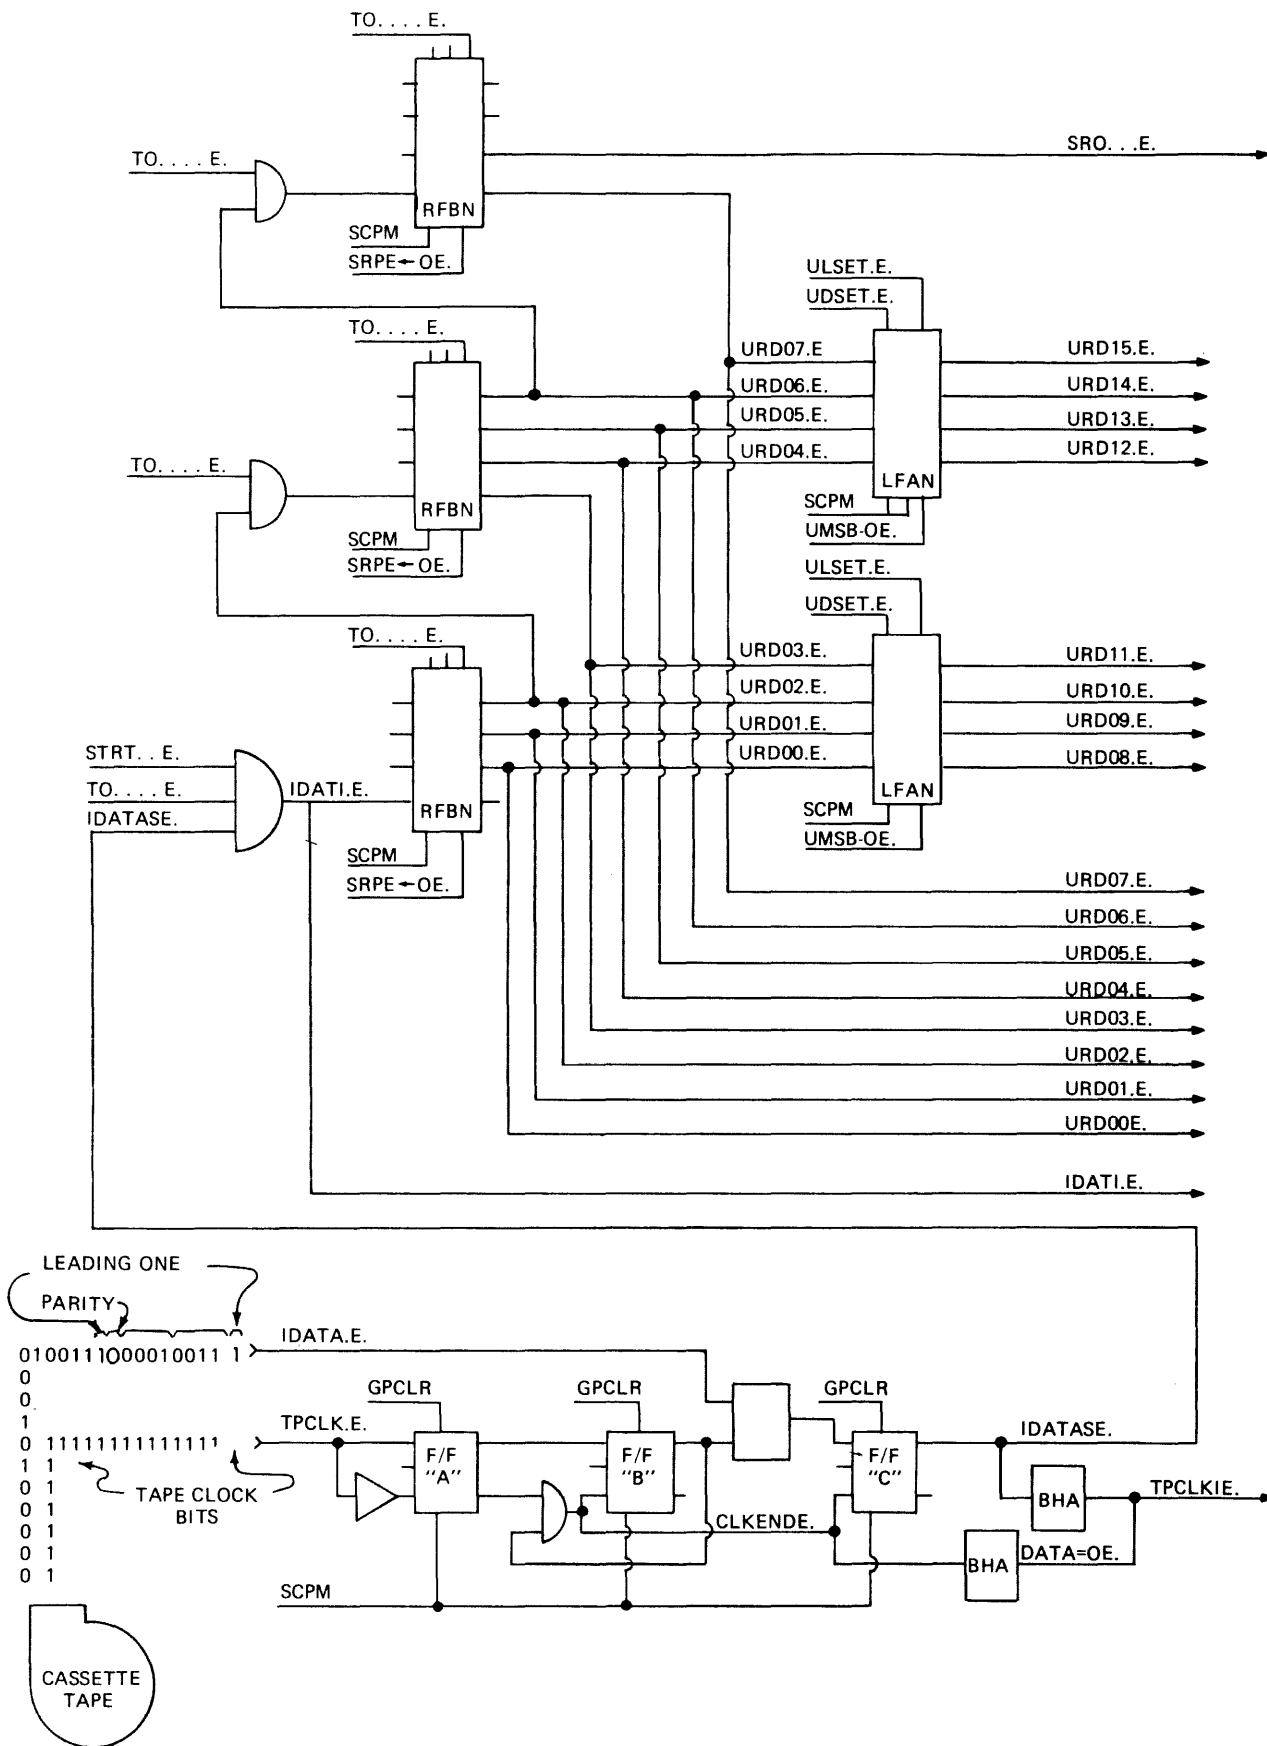 TO. . . . E.
SRO. . .E.
TO. . . . E.
RFBN
SCPM
SRPE←OE.
ULSET.E.
UDSET.E.
TO. . . . E.
URD07.E
URD15.E.
URD06.E.
URD14.E.
URD05.E.
URD13.E.
URD04.E.
URD12.E.
TO. . . . E.
LFAN
RFBN
SCPM
SCPM
UMSB-OE.
SRPE←OE.
ULSET.E.
UDSET.E.
TO. . . . E.
URD03.E.
URD11.E.
URD02.E.
URD10.E.
URD01.E.
URD09.E.
STRT. . E.
URD00.E.
URD08.E.
TO. . . . E.
IDATI.E.
LFAN
RFBN
SCPM
IDATASE.
UMSB-OE.
SCPM
SRPE←OE.
URD07.E.
URD06.E.
URD05.E.
URD04.E.
URD03.E.
URD02.E.
URD01.E.
URD00E.
IDATI.E.
LEADING ONE
PARITY
IDATA.E.
0100111000010011 1
0
0
GPCLR
GPCLR
GPCLR
1
TPCLK.E.
0 11111111111111
IDATASE.
F/F "A"
F/F "B"
F/F "C"
1 1
0 1
TAPE CLOCK BITS
BHA
TPCLKIE.
0 1
CLKENDE.
0 1
0 1
DATA=OE.
BHA
0 1
SCPM
CASSETTE
TAPE